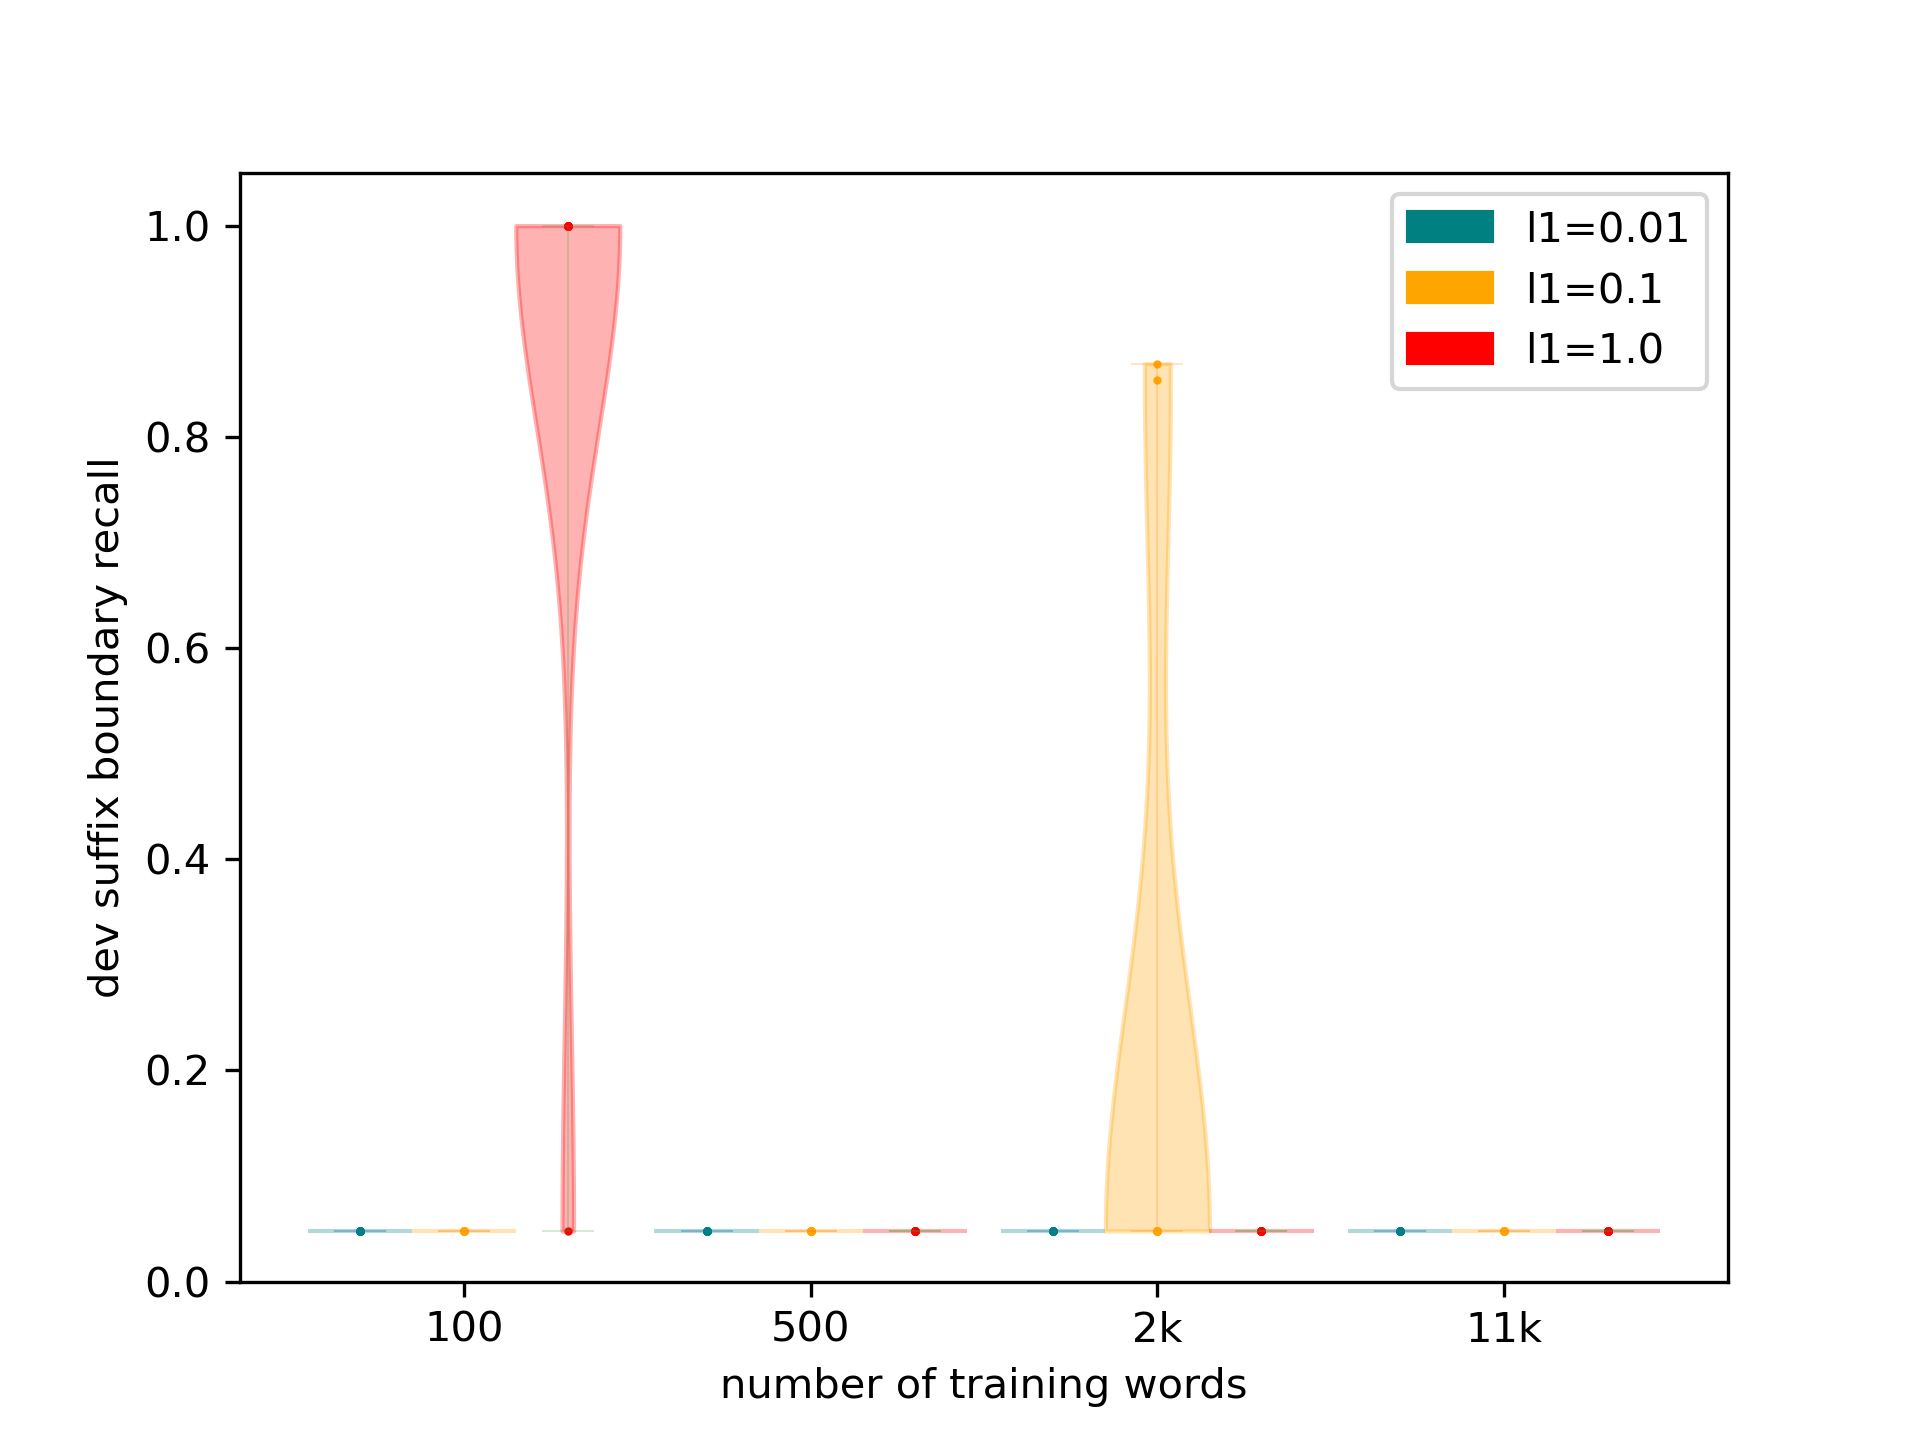 l1=0.01
l1=0.1
l1=1.0
dev suffix boundary recall
1.0
0.8
0.6
0.4
0.2
0.0
100 500 2k 11k
number of training words